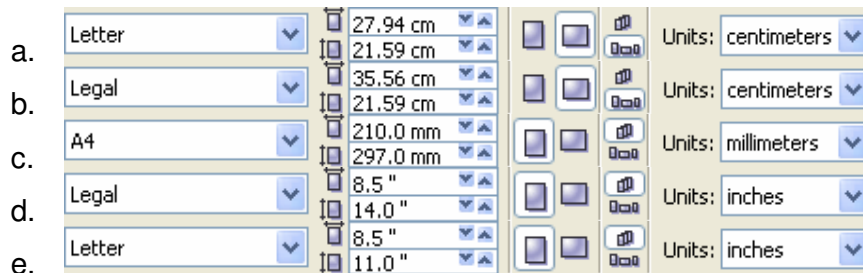 a. Letter 27.94 cm 21.59 cm Units: centimeters
b. Legal 35.56 cm 21.59 cm Units: centimeters
c. A4 210.0 mm 297.0 mm Units: millimeters
d. Legal 8.5 " 14.0 " Units: inches
e. Letter 8.5 " 11.0 " Units: inches